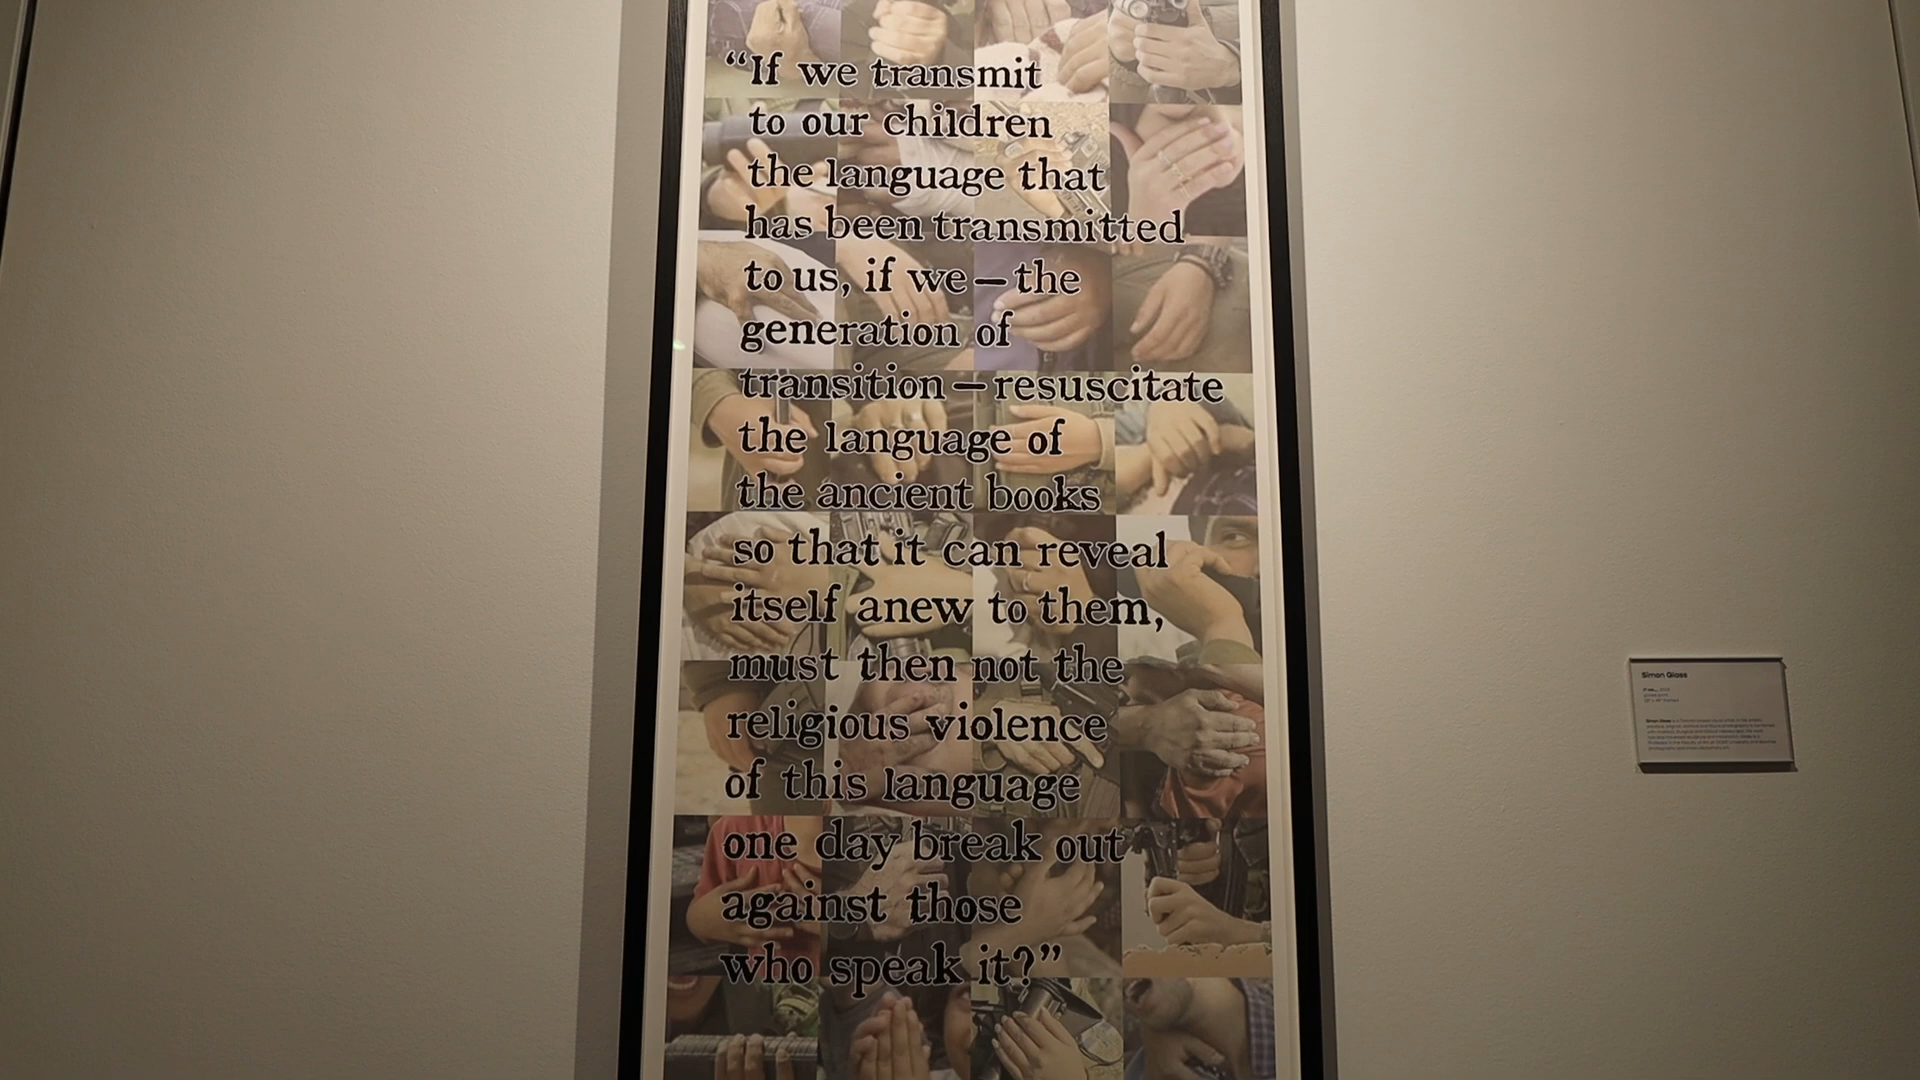 “If we transmit
to our children
the language that
has been transmitted
to us, if we—the
generation of
transition—resuscitate
the language of
the ancient books
so that it can reveal
itself anew to them,
must then not the
religious violence
of this language
one day break out
against those
who speak it?”
Simon Glass